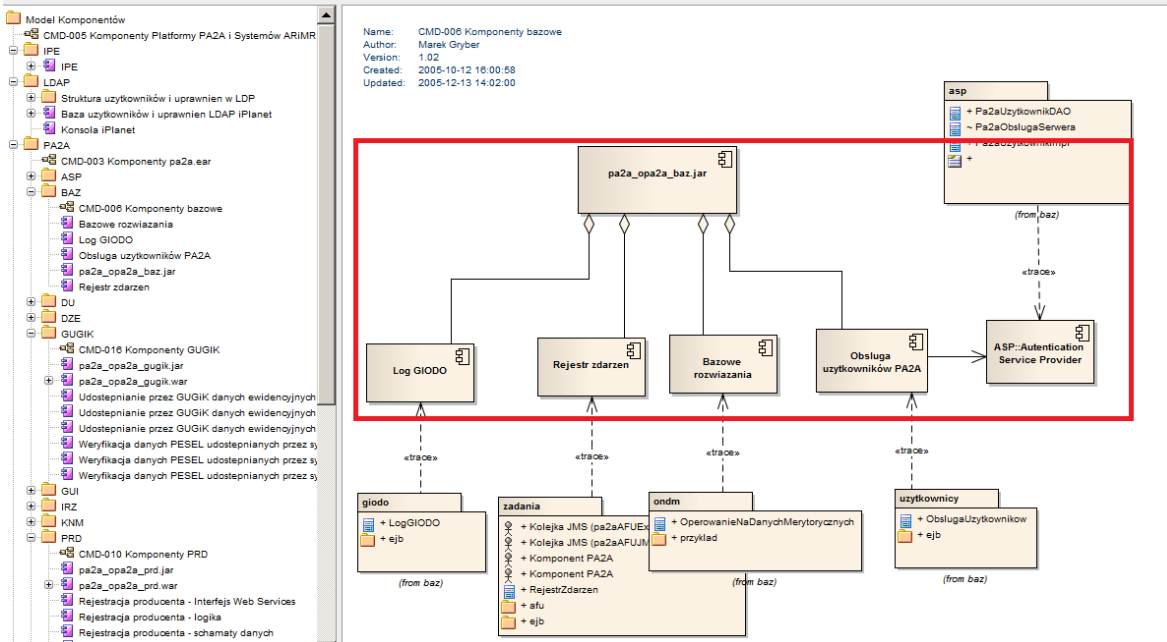 Model Komponentów
CMD-005 Komponenty Platformy PA2A i Systemów ARiMR
IPE
IPE
LDAP
Struktura uzytkowników i uprawnien w LDP
Baza uzytkowników i uprawnien LDAP iPlanet
Konsola iPlanet
PA2A
CMD-003 Komponenty pa2a.ear
ASP
BAZ
CMD-006 Komponenty bazowe
Bazowe rozwiazania
Log GIODO
Obsluga uzytkowników PA2A
pa2a_opa2a_baz.jar
Rejestr zdarzen
DU
DZE
GUGIK
CMD-016 Komponenty GUGIK
pa2a_opa2a_gugik.jar
pa2a_opa2a_gugik.war
Udostepnianie przez GUGiK danych ewidencyjnych
Udostepnianie przez GUGiK danych ewidencyjnych
Udostepnianie przez GUGiK danych ewidencyjnych
Weryfikacja danych PESEL udostepnianych przez sy
Weryfikacja danych PESEL udostepnianych przez sy
Weryfikacja danych PESEL udostepnianych przez sy
GUI
IRZ
KNM
PRD
CMD-010 Komponenty PRD
pa2a_opa2a_prd.jar
pa2a_opa2a_prd.war
Rejestracja producenta - Interfejs Web Services
Rejestracja producenta - logika
Rejestracja producenta - schamaty danych
Name: CMD-006 Komponenty bazowe
Author: Marek Gryber
Version: 1.02
Created: 2005-10-12 16:00:58
Updated: 2005-12-13 14:02:00
asp
+ Pa2aUzytkownikDAO
~ Pa2aObslugaSerwera
+ Pa2aUzytkownikImpl
+
(from baz)
pa2a_opa2a_baz.jar
«trace»
Log GIODO
Rejestr zdarzen
Bazowe
rozwiazania
Obsluga
uzytkowników PA2A
ASP::Autentication
Service Provider
«trace»
«trace»
«trace»
«trace»
giodo
+ LogGIODO
+ ejb
(from baz)
zadania
+ Kolejka JMS (pa2aAFUEx
+ Kolejka JMS (pa2aAFUJM
+ Komponent PA2A
+ Komponent PA2A
+ RejestrZdarzen
+ afu
+ ejb
ondm
+ OperowanieNaDanychMerytorycznych
+ przyklad
(from baz)
uzytkownicy
+ ObslugaUzytkownikow
+ ejb
(from baz)